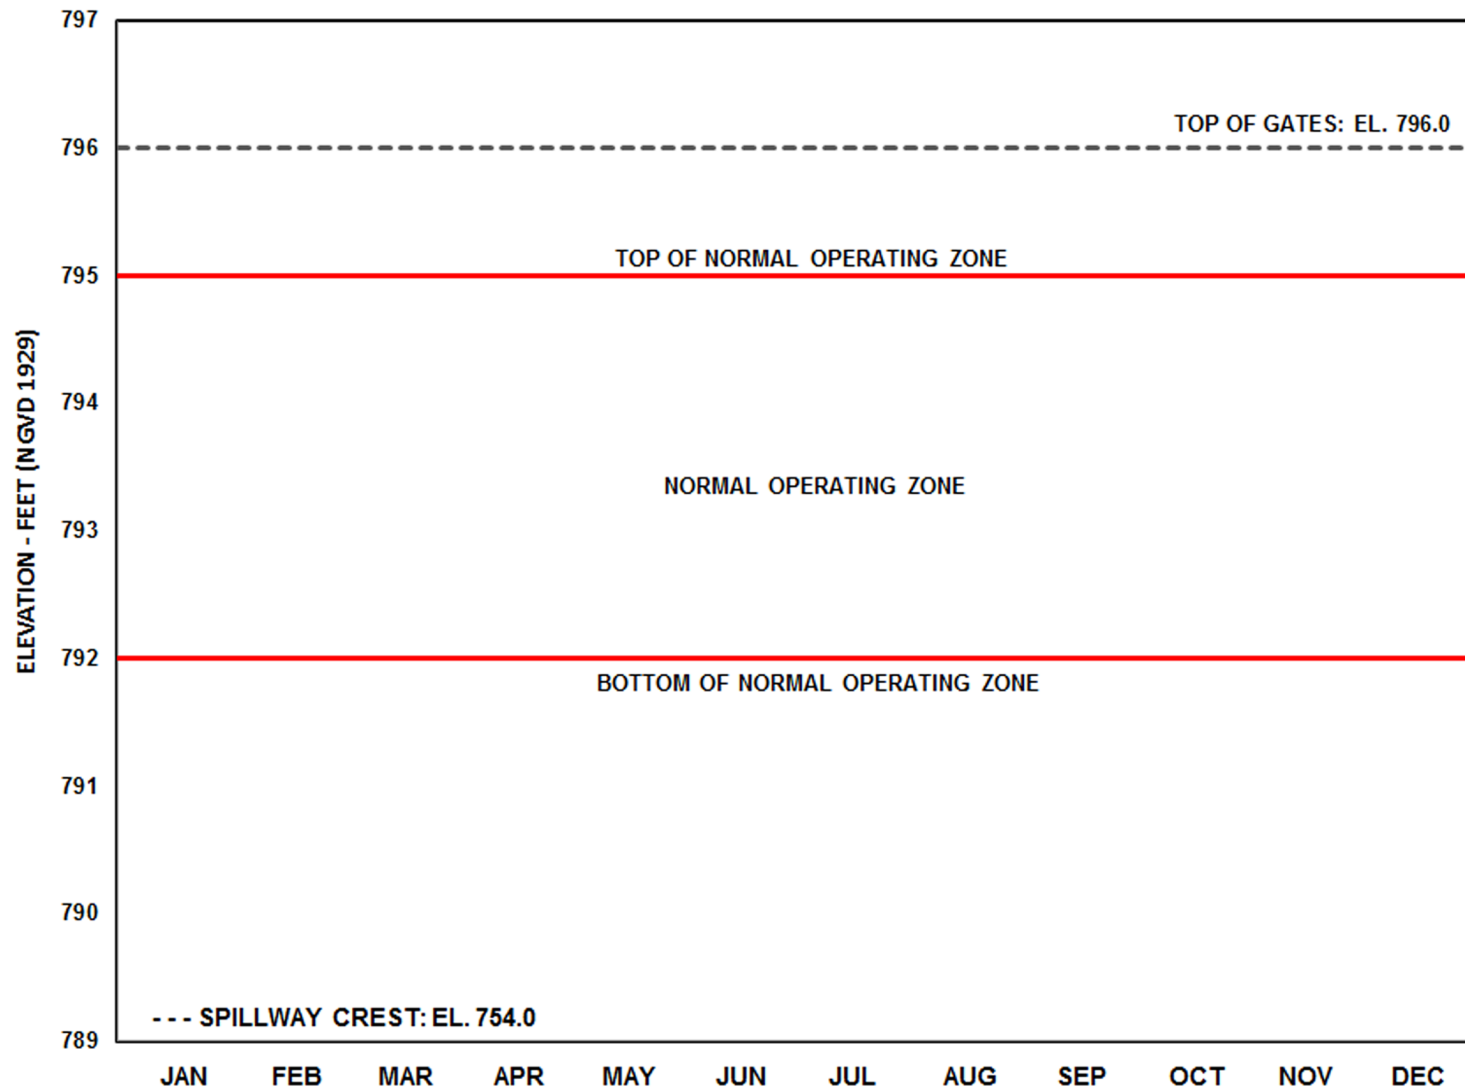 797
TOP OF GATES: EL. 796.0
796
TOP OF NORMAL OPERATING ZONE
795
794
NORMAL OPERATING ZONE
793
792
BOTTOM OF NORMAL OPERATING ZONE
791
790
--- SPILLWAY CREST: EL. 754.0
789
ELEVATION - FEET (NGVD 1929)
JAN FEB MAR APR MAY JUN JUL AUG SEP OCT NOV DEC